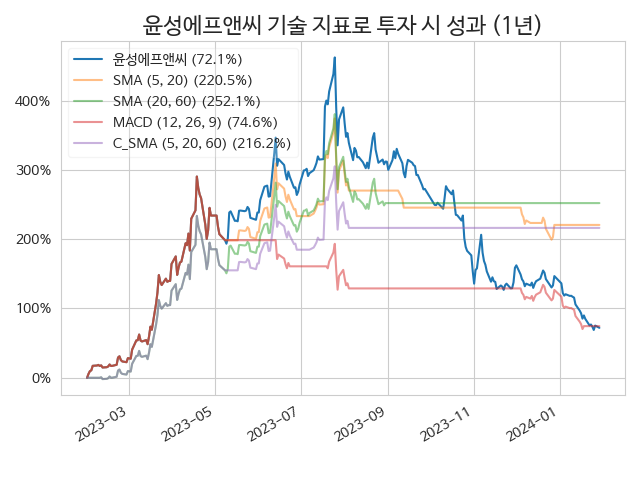 윤성에프앤씨 기술 지표로 투자 시 성과 (1년)
윤성에프앤씨 (72.1%)
SMA (5, 20) (220.5%)
SMA (20, 60) (252.1%)
MACD (12, 26, 9) (74.6%)
C_SMA (5, 20, 60) (216.2%)
400%
300%
200%
100%
0%
2023-03
2023-05
2023-07
2023-09
2023-11
2024-01